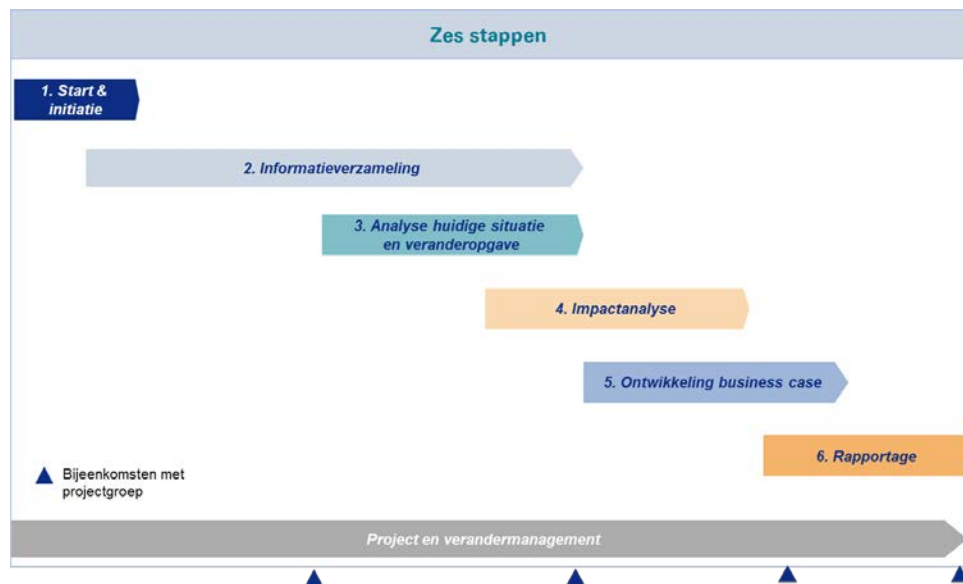 Zes stappen
1. Start &
initiatie
2. Informatieverzameling
3. Analyse huidige situatie
en veranderopgave
4. Impactanalyse
5. Ontwikkeling business case
6. Rapportage
Bijeenkomsten met
projectgroep
Project en verandermanagement